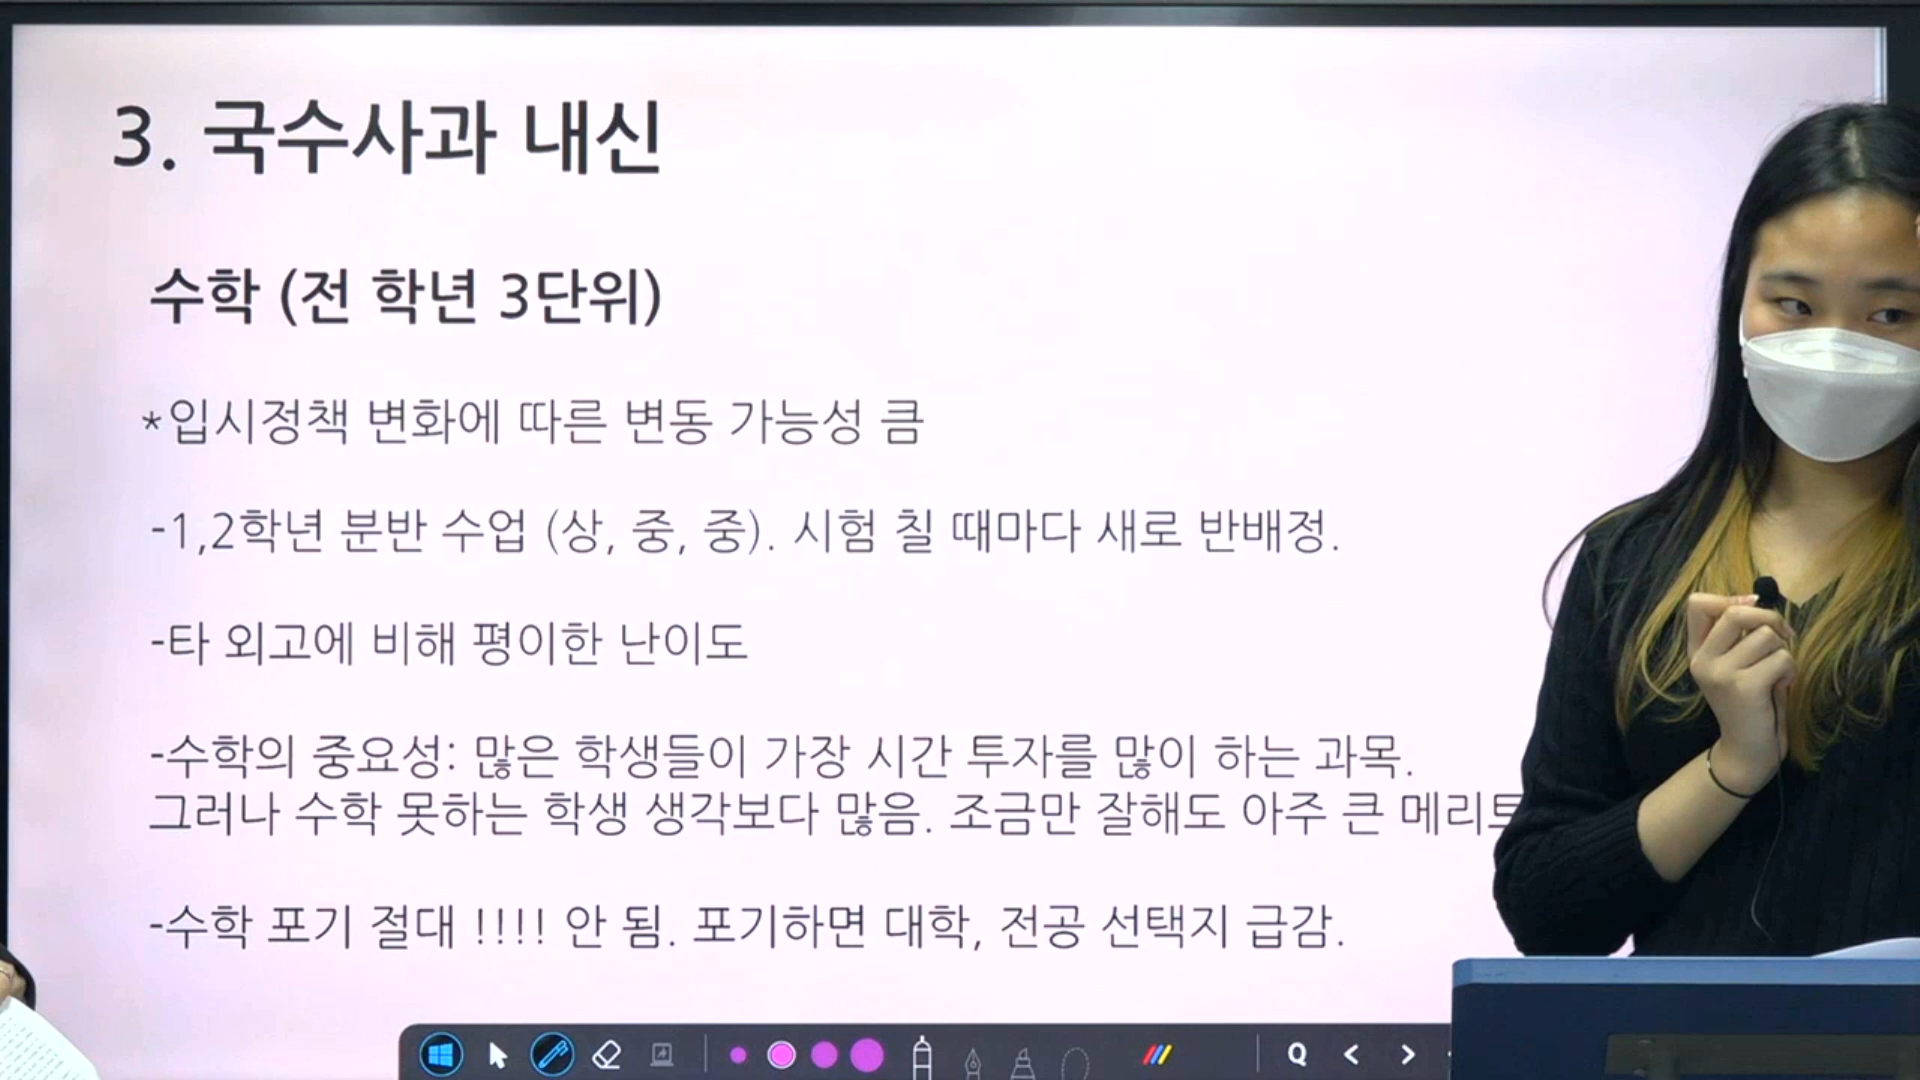 3. 국수사과 내신
수학 (전 학년 3단위)
*입시정책 변화에 따른 변동 가능성 큼
-1,2학년 분반 수업 (상, 중, 중). 시험 칠 때마다 새로 반배정.
-타 외고에 비해 평이한 난이도
-수학의 중요성: 많은 학생들이 가장 시간 투자를 많이 하는 과목.
그러나 수학 못하는 학생 생각보다 많음. 조금만 잘해도 아주 큰 메리트
-수학 포기 절대 !!!! 안 됨. 포기하면 대학, 전공 선택지 급감.